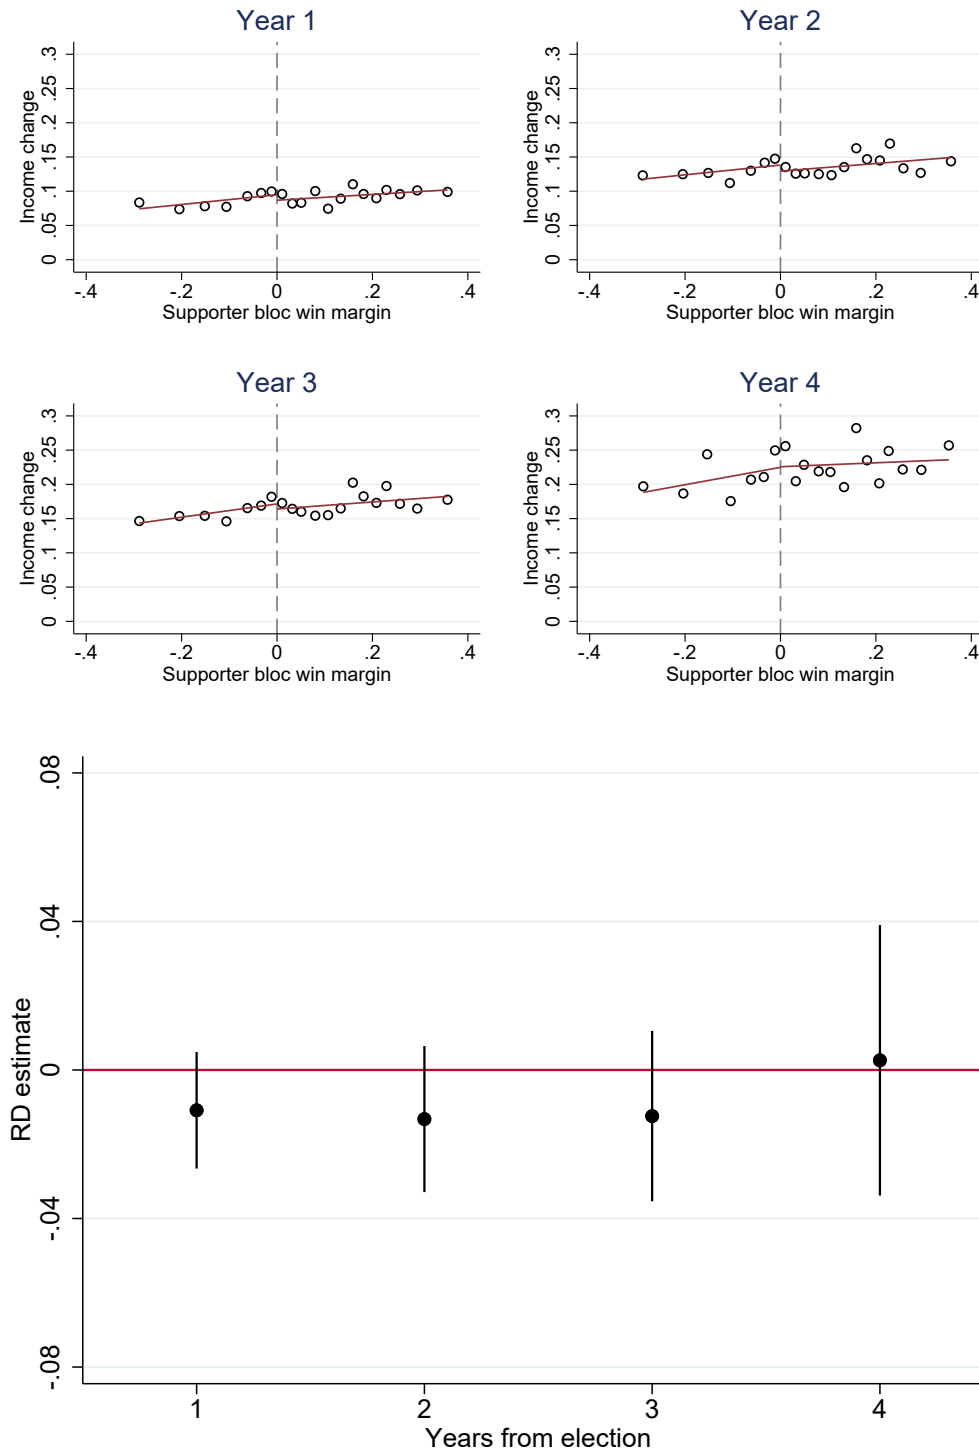 Year 1
Income change
.3
.25
.2
.15
.1
.05
0
-.4 -.2 0 .2 .4
Supporter bloc win margin
Year 2
Income change
.3
.25
.2
.15
.1
.05
0
-.4 -.2 0 .2 .4
Supporter bloc win margin
Year 3
Income change
.3
.25
.2
.15
.1
.05
0
-.4 -.2 0 .2 .4
Supporter bloc win margin
Year 4
Income change
.3
.25
.2
.15
.1
.05
0
-.4 -.2 0 .2 .4
Supporter bloc win margin
RD estimate
.08
.04
0
-.04
-.08
1 2 3 4
Years from election